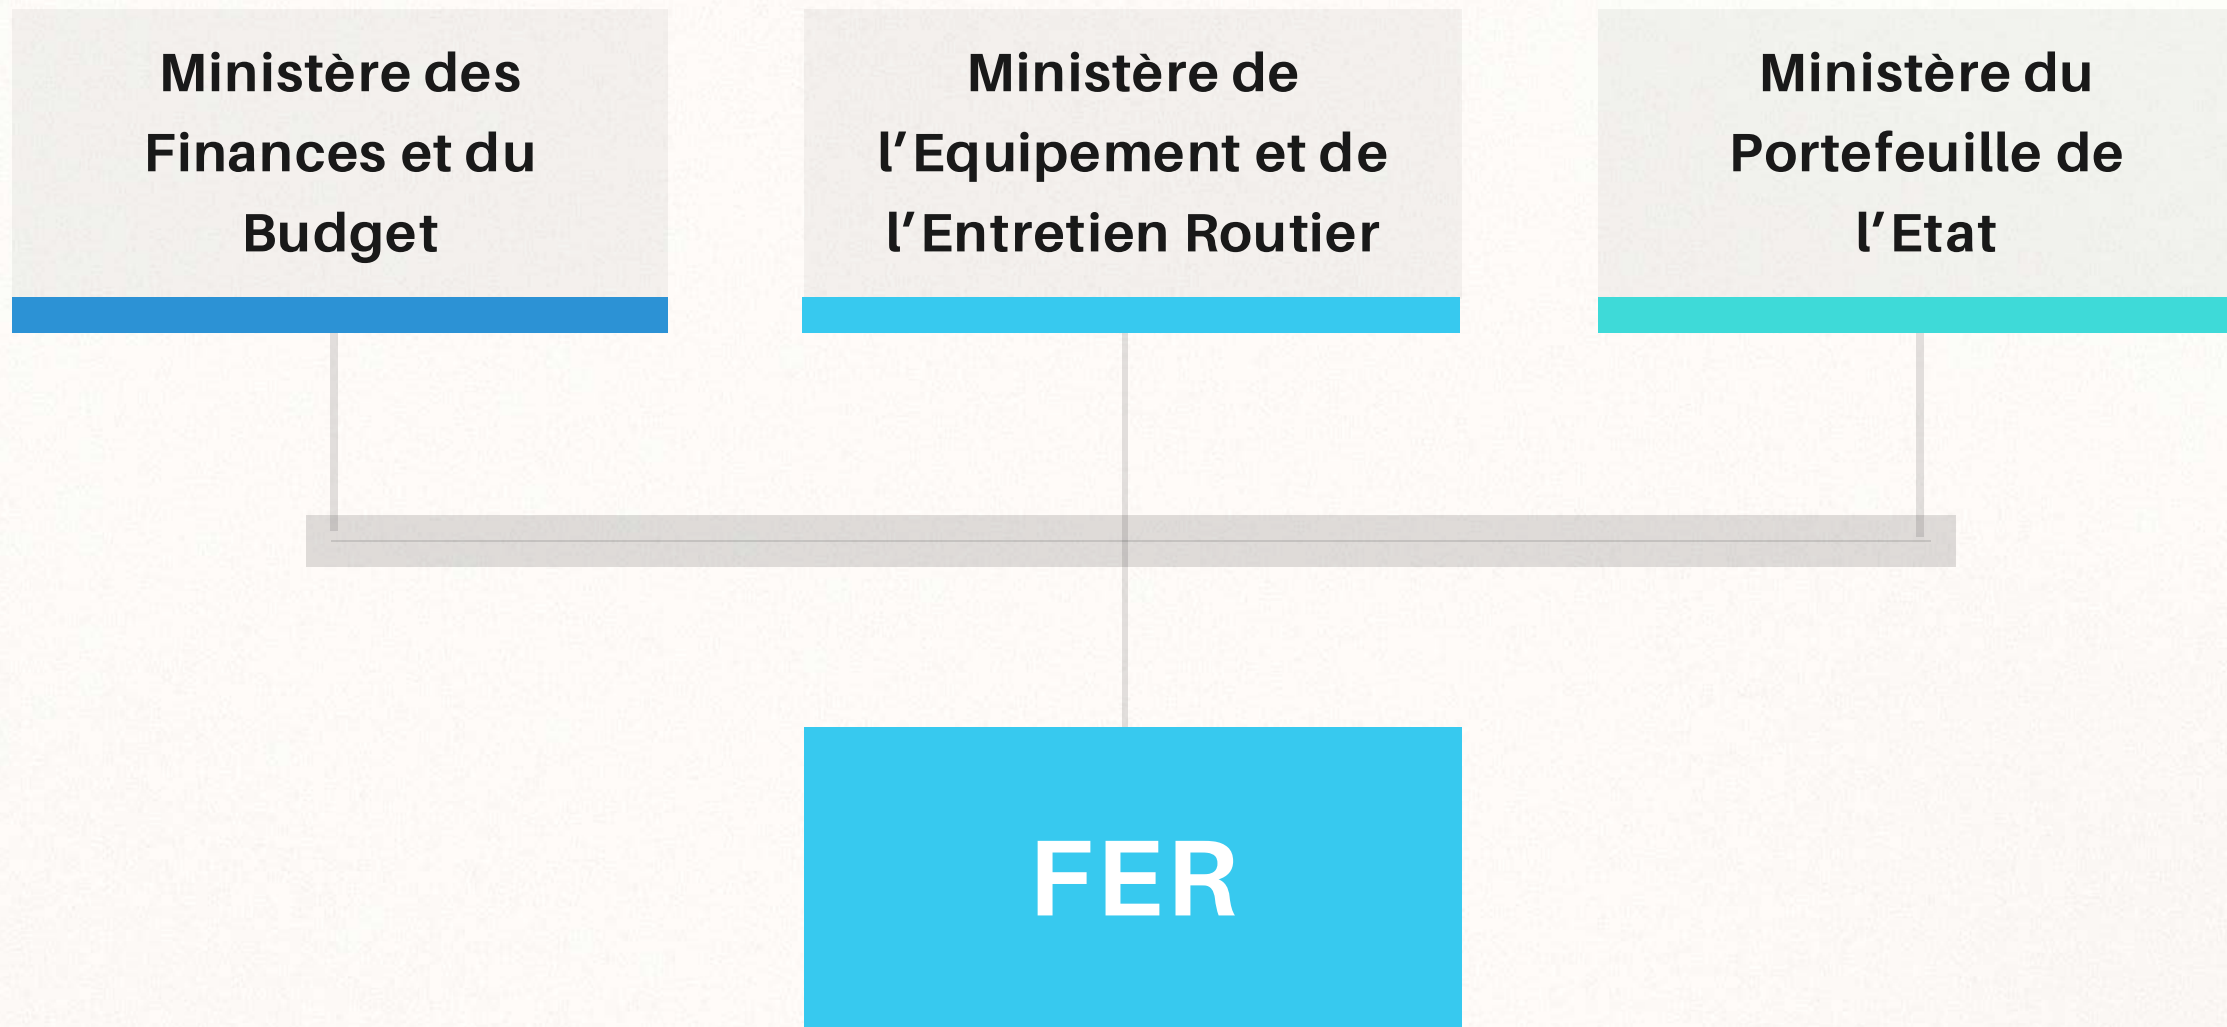 Ministère des
Finances et du
Budget
Ministère de
l’Equipement et de
l’Entretien Routier
Ministère du
Portefeuille de
l’Etat
FER